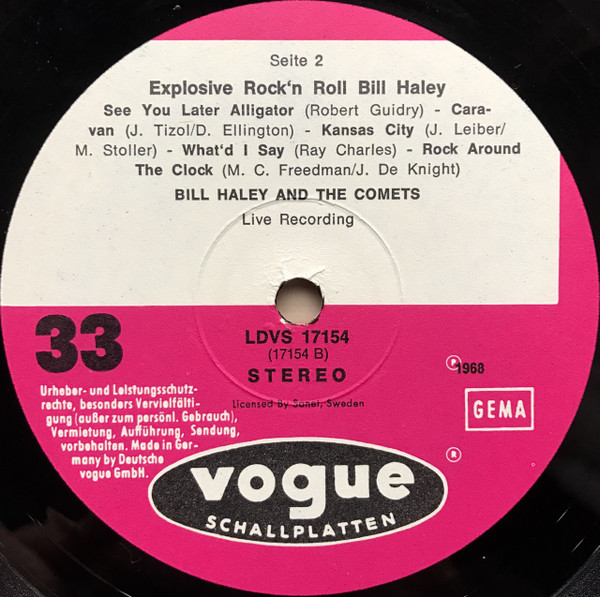 Seite 2
Explosive Rock'n Roll Bill Haley
See You Later Alligator (Robert Guidry) - Cara-
van (J. Tizol/D. Ellington) - Kansas City (J. Leiber/
M. Stoller) - What'd I Say (Ray Charles) - Rock Around
The Clock (M. C. Freedman/J. De Knight)
BILL HALEY AND THE COMETS
Live Recording
33
LDVS 17154
(17154 B)
STEREO
Licensed By Sonet, Sweden
℗ 1968
GEMA
Urheber- und Leistungsschutz-
rechte, besonders Vervielfälti-
gung (außer zum persönl. Gebrauch),
Vermietung, Aufführung, Sendung,
vorbehalten. Made in Ger-
many by Deutsche
vogue GmbH.
®
vogue
SCHALLPLATTEN